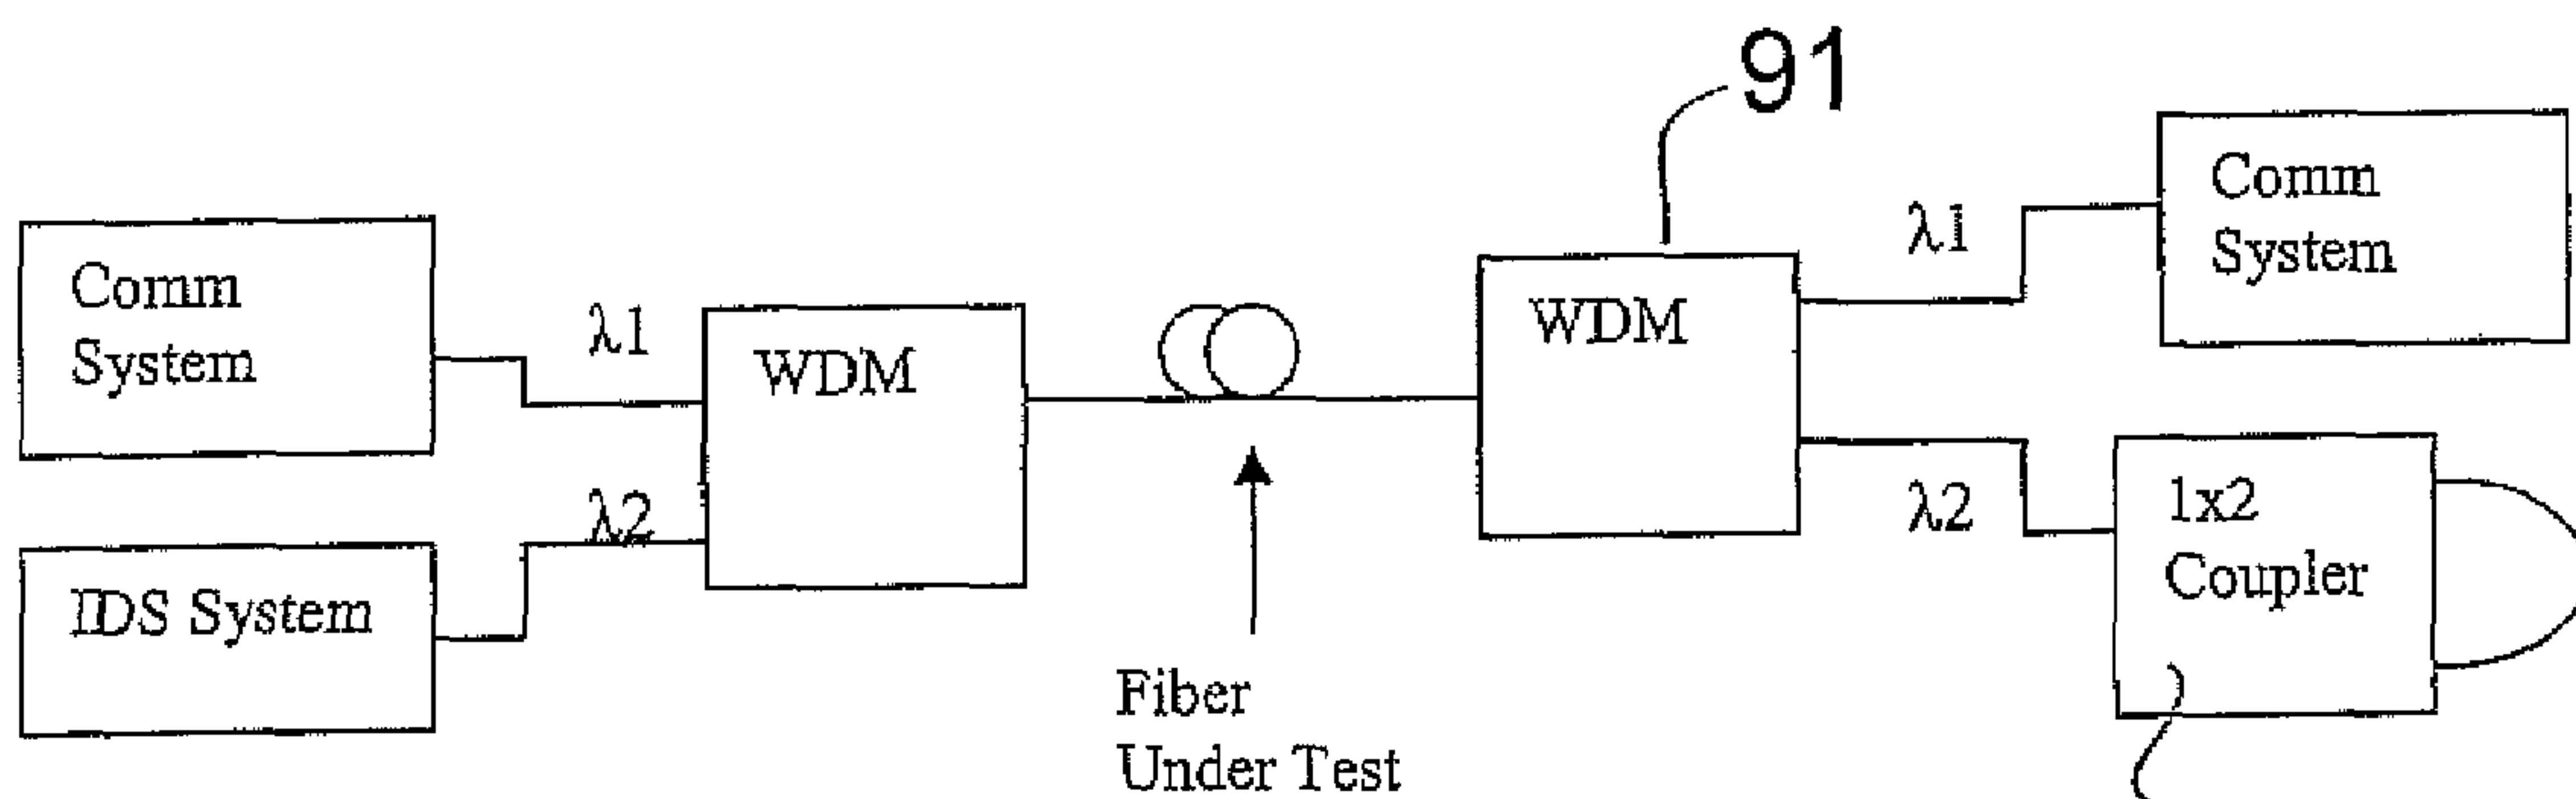 91
Comm
System
λ1
WDM
λ2
IDS System
Fiber
Under Test
WDM
λ1
Comm
System
λ2
1x2
Coupler